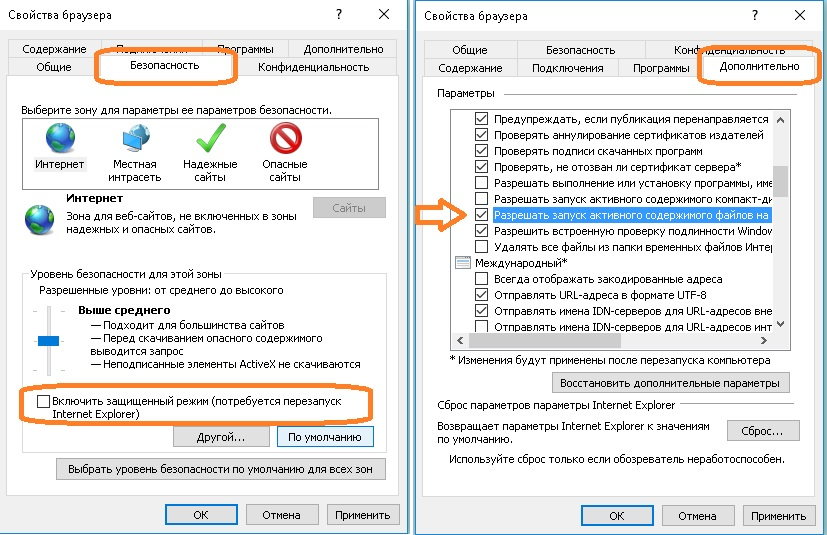 Свойства браузера
Содержание Подключения Программы Дополнительно
Общие Безопасность Конфиденциальность
Выберите зону для параметры ее параметров безопасности.
Интернет Местная интрасеть Надежные сайты Опасные сайты
Интернет
Зона для веб-сайтов, не включенных в зоны
надежных и опасных сайтов.
Сайты
Уровень безопасности для этой зоны
Разрешенные уровни: от среднего до высокого
Выше среднего
— Подходит для большинства сайтов
— Перед скачиванием опасного содержимого
выводится запрос
— Неподписанные элементы ActiveX не скачиваются
Включить защищенный режим (потребуется перезапуск
Internet Explorer)
Другой... По умолчанию
Выбрать уровень безопасности по умолчанию для всех зон
ОК Отмена Применить
Свойства браузера
Общие Безопасность Конфиденциальность
Содержание Подключения Программы Дополнительно
Параметры
Предупреждать, если публикация перенаправляется
Проверять аннулирование сертификатов издателей
Проверять подписи скачанных программ
Проверять, не отозван ли сертификат сервера*
Разрешать выполнение или установку программы, име
Разрешать запуск активного содержимого компакт-ди
Разрешать запуск активного содержимого файлов на
Разрешить встроенную проверку подлинности Window
Удалять все файлы из папки временных файлов Интер
Международный*
Всегда отображать закодированные адреса
Отправлять URL-адреса в формате UTF-8
Отправлять имена IDN-серверов для URL-адресов вне
Отправлять имена IDN-серверов для URL-адресов инт
* Изменения будут применены после перезапуска компьютера
Восстановить дополнительные параметры
Сброс параметров параметры Internet Explorer
Возвращает параметры Internet Explorer к значениям
по умолчанию.
Сброс...
Используйте сброс только если обозреватель неработоспособен.
ОК Отмена Применить